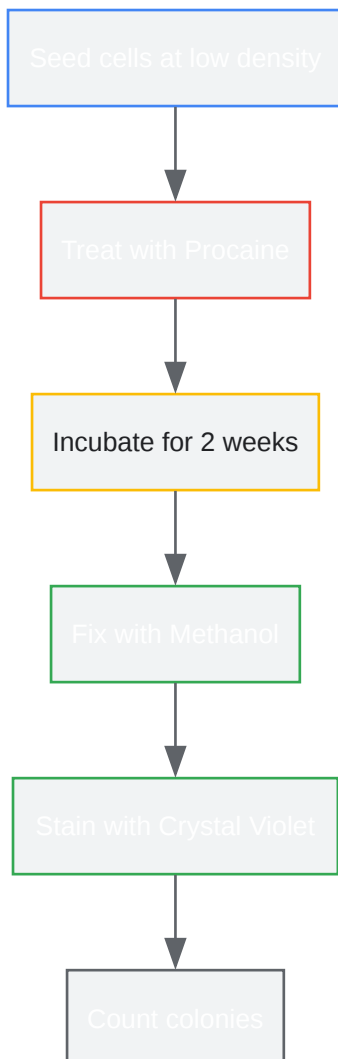 Seed cells at low density
Treat with Procaine
Incubate for 2 weeks
Fix with Methanol
Stain with Crystal Violet
Count colonies